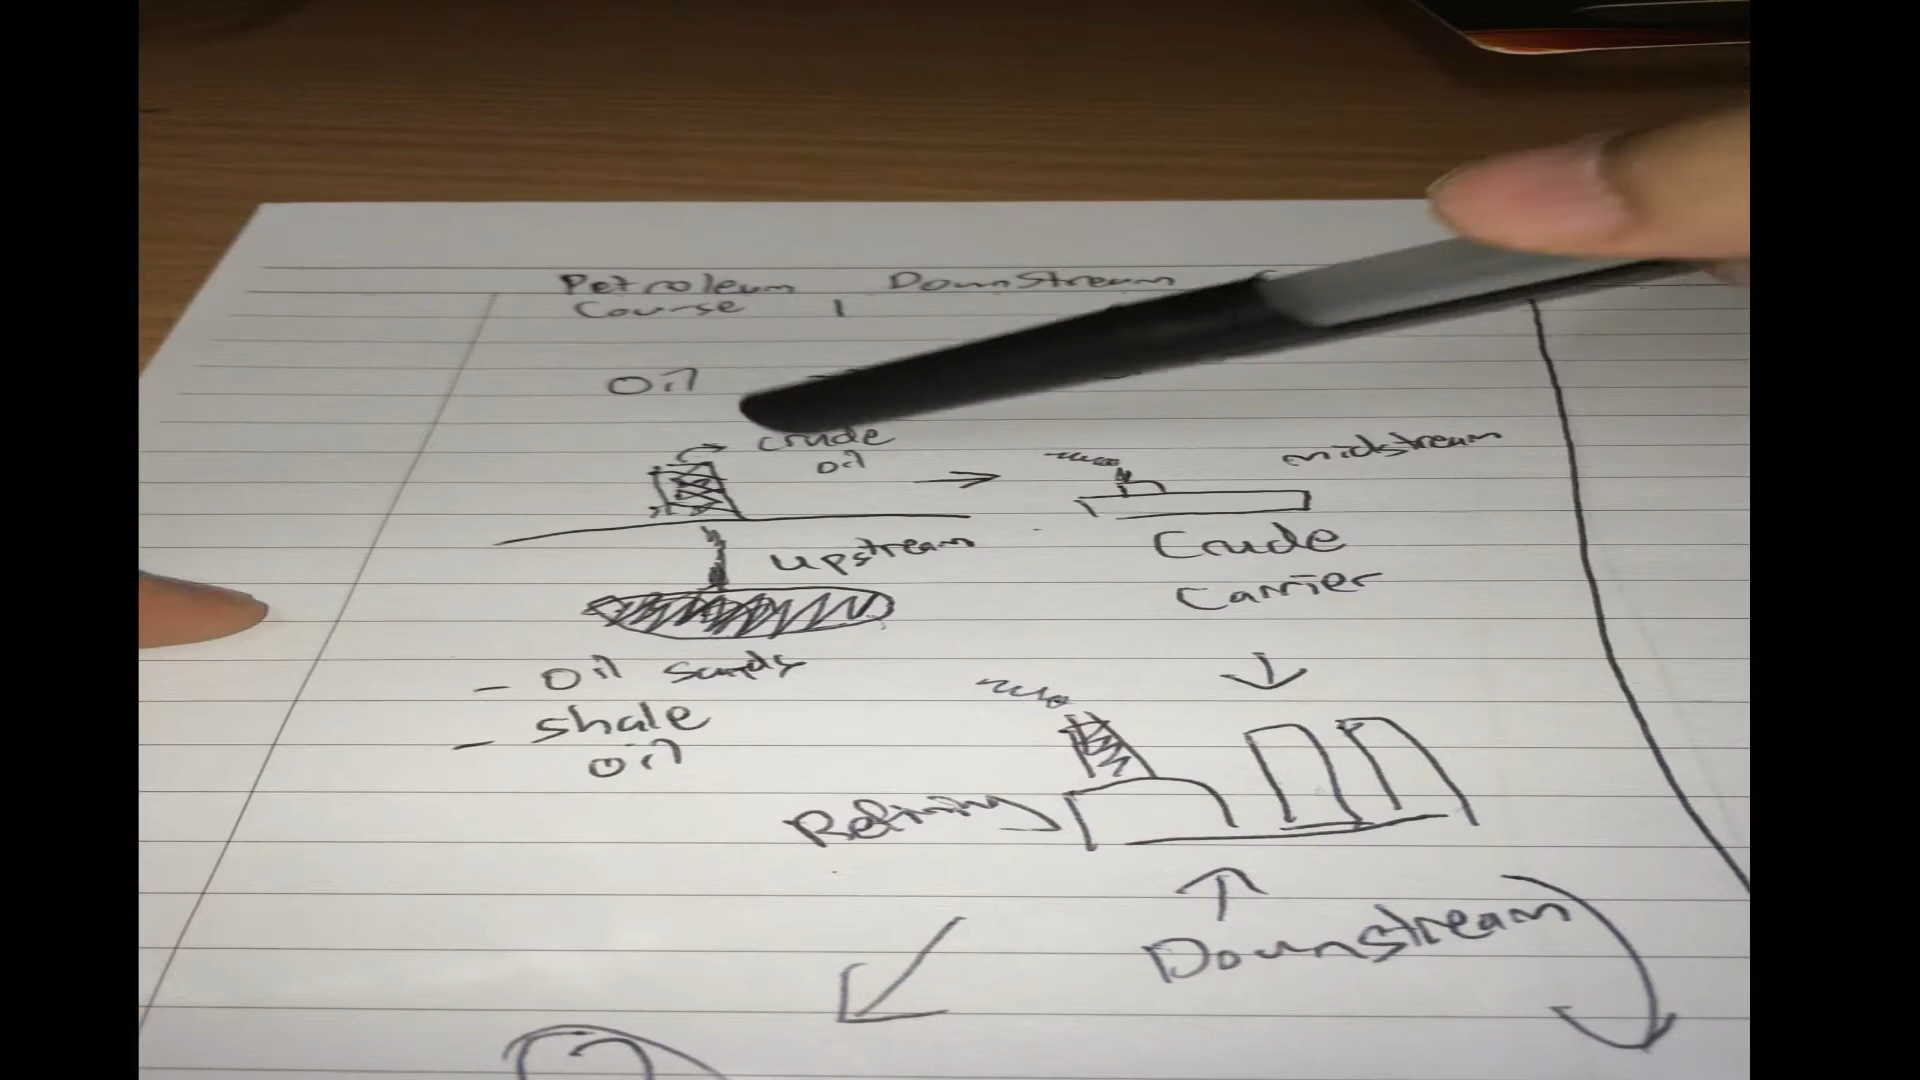 Petroleum Downstream
Course 1
Oil
crude
oil
midstream
upstream
Crude
Carrier
- Oil sands
- shale
oil
Refining
Downstream